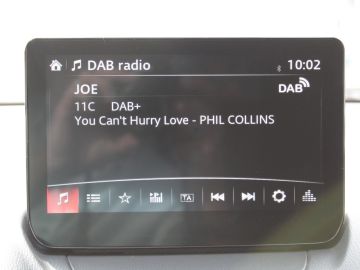 DAB radio 10:02
JOE DAB
11C DAB+
You Can't Hurry Love - PHIL COLLINS
TA